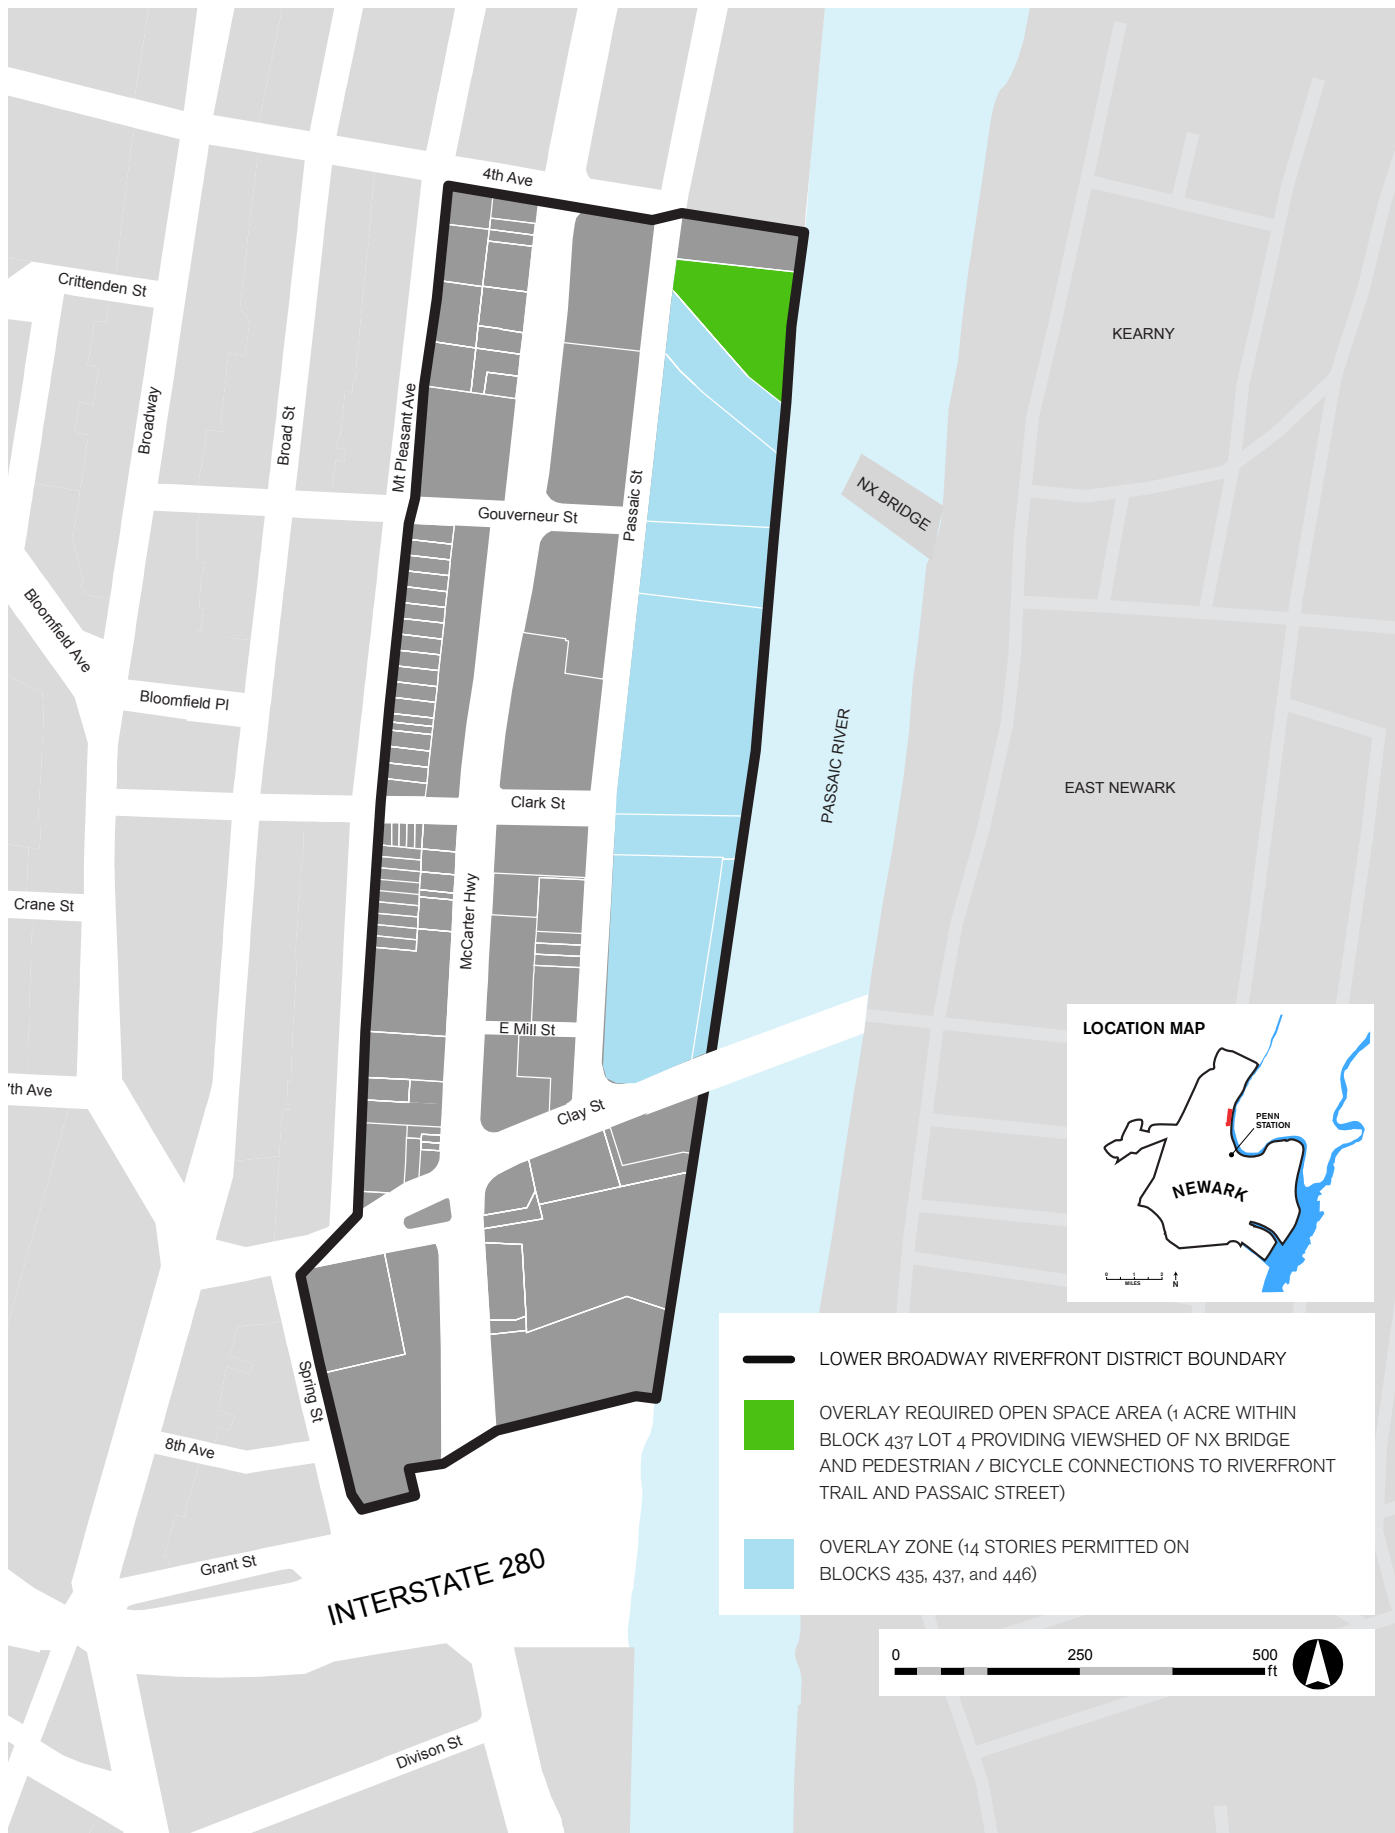 4th Ave
Crittenden St
KEARNY
Broadway
Broad St
Mt Pleasant Ave
Passaic St
NX BRIDGE
Gouverneur St
Bloomfield Ave
Bloomfield Pl
PASSAIC RIVER
EAST NEWARK
Clark St
Crane St
McCarter Hwy
E Mill St
7th Ave
Clay St
LOCATION MAP
PENN
STATION
NEWARK
0 1 2
MILES
N
Spring St
8th Ave
Grant St
INTERSTATE 280
Divison St
LOWER BROADWAY RIVERFRONT DISTRICT BOUNDARY
OVERLAY REQUIRED OPEN SPACE AREA (1 ACRE WITHIN
BLOCK 437 LOT 4 PROVIDING VIEWSHED OF NX BRIDGE
AND PEDESTRIAN / BICYCLE CONNECTIONS TO RIVERFRONT
TRAIL AND PASSAIC STREET)
OVERLAY ZONE (14 STORIES PERMITTED ON
BLOCKS 435, 437, and 446)
0 250 500
ft